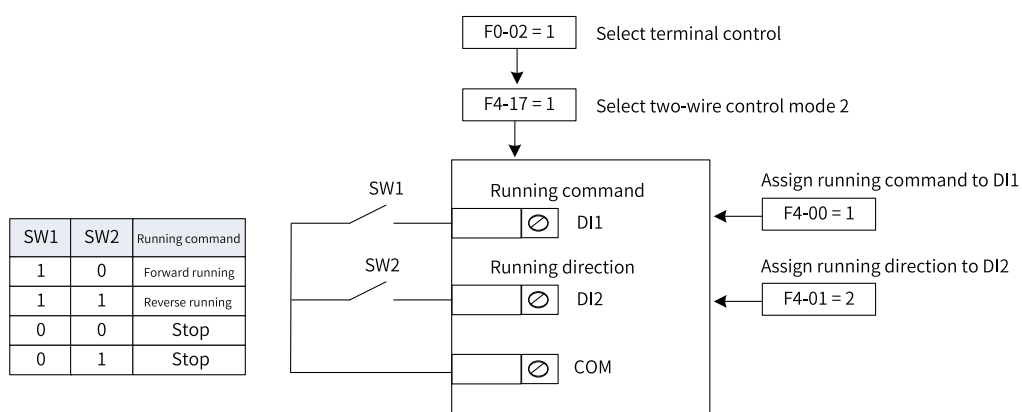 F0-02 = 1 Select terminal control
F4-17 = 1 Select two-wire control mode 2
SW1 SW2 Running command
1 0 Forward running
1 1 Reverse running
0 0 Stop
0 1 Stop
SW1
Running command
DI1
SW2
Running direction
DI2
COM
Assign running command to DI1
F4-00 = 1
Assign running direction to DI2
F4-01 = 2